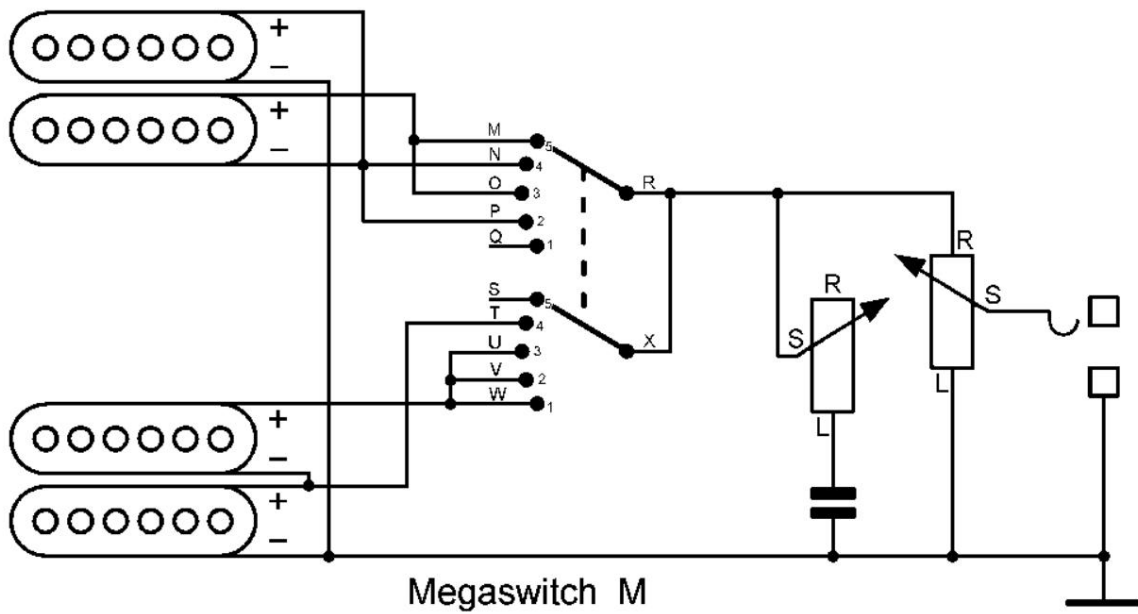 +
−
+
−
M 5
N 4
O 3 R
P 2
Q 1
R
S
S 5 R
T 4 S
U 3 X
V 2
W 1 L
+
− L
+
−
Megaswitch M